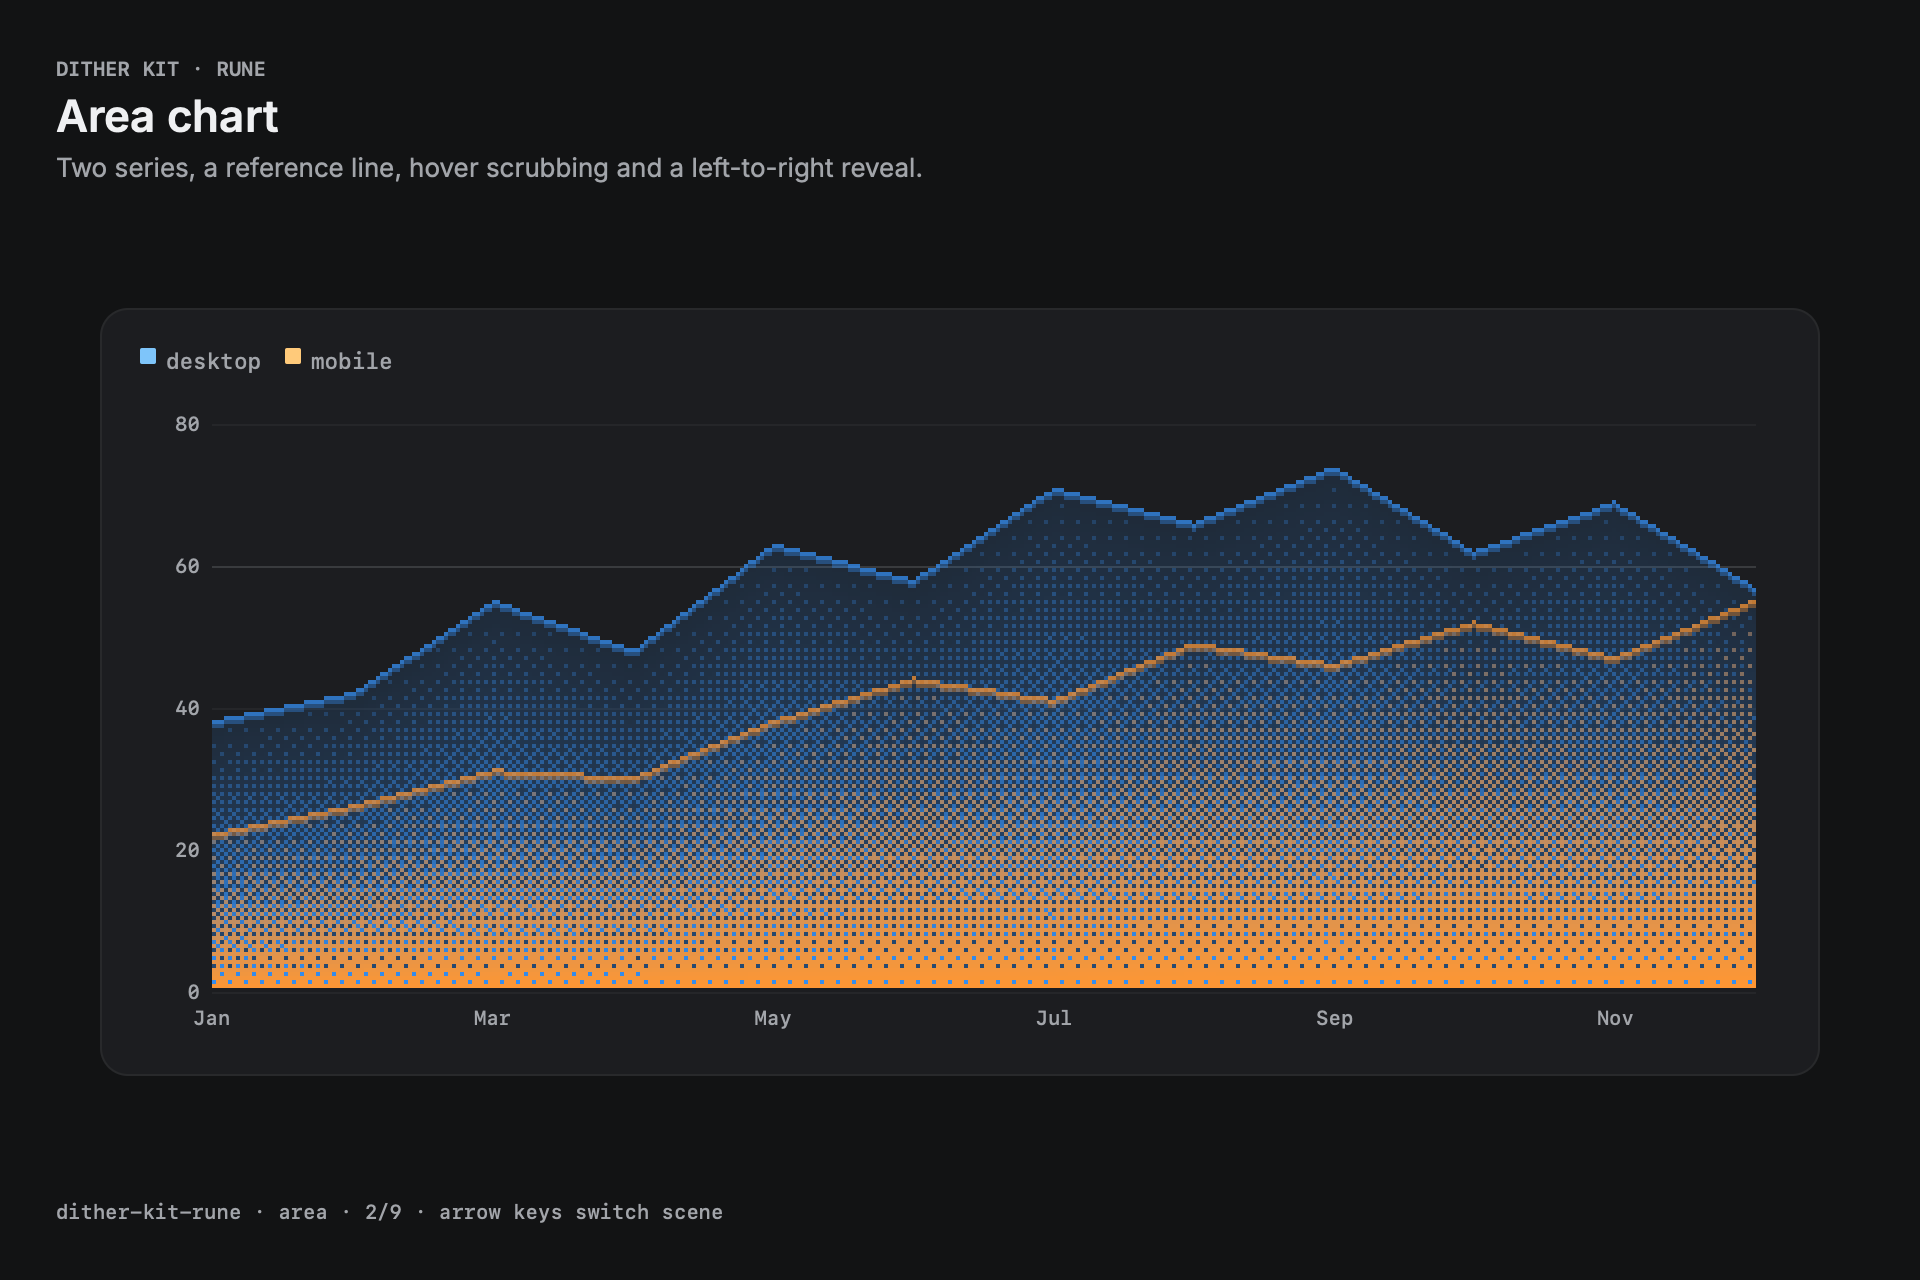 DITHER KIT · RUNE
Area chart
Two series, a reference line, hover scrubbing and a left-to-right reveal.
desktop mobile
80
60
40
20
0
Jan Mar May Jul Sep Nov
dither-kit-rune · area · 2/9 · arrow keys switch scene